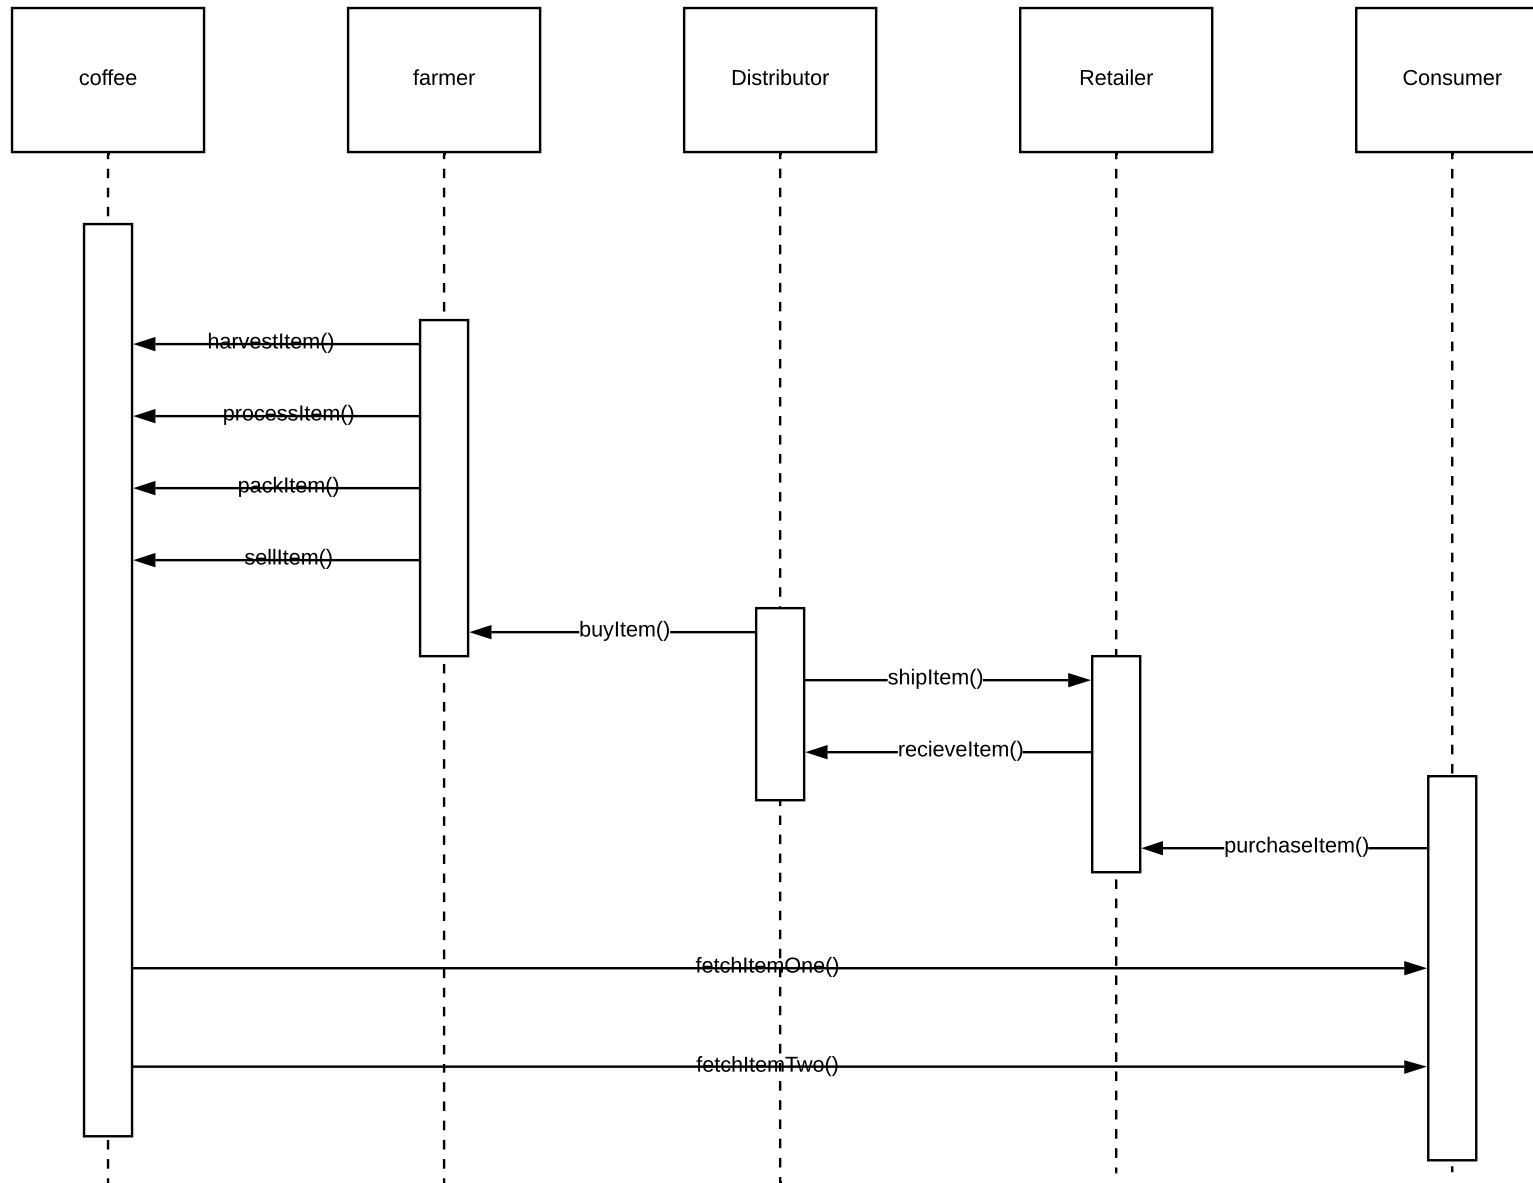 coffee
farmer
Distributor
Retailer
Consumer
harvestItem()
processItem()
packItem()
sellItem()
buyItem()
shipItem()
recieveItem()
purchaseItem()
fetchItemOne()
fetchItemTwo()